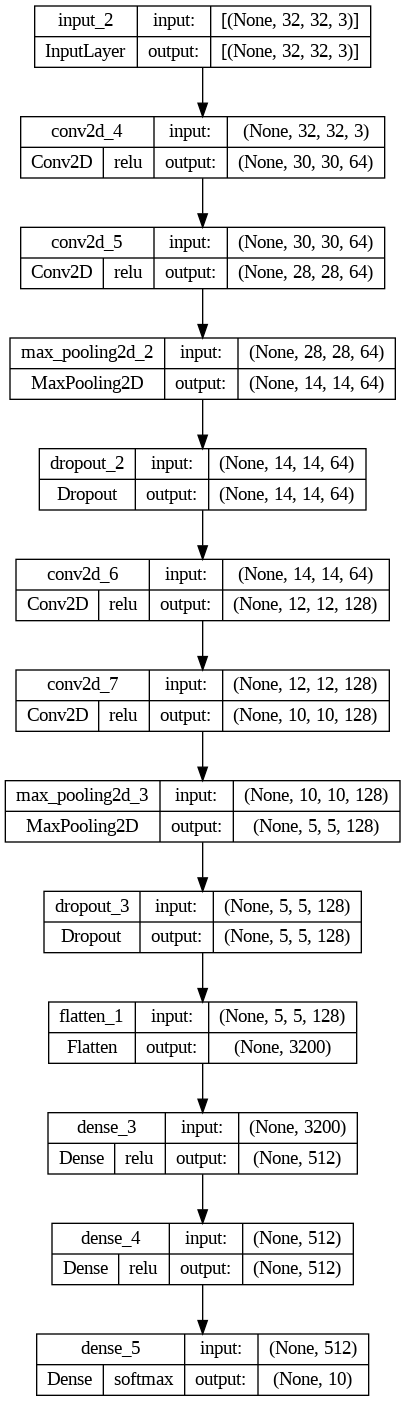 input_2 input: [(None, 32, 32, 3)]
InputLayer output: [(None, 32, 32, 3)]
conv2d_4 input: (None, 32, 32, 3)
Conv2D relu output: (None, 30, 30, 64)
conv2d_5 input: (None, 30, 30, 64)
Conv2D relu output: (None, 28, 28, 64)
max_pooling2d_2 input: (None, 28, 28, 64)
MaxPooling2D output: (None, 14, 14, 64)
dropout_2 input: (None, 14, 14, 64)
Dropout output: (None, 14, 14, 64)
conv2d_6 input: (None, 14, 14, 64)
Conv2D relu output: (None, 12, 12, 128)
conv2d_7 input: (None, 12, 12, 128)
Conv2D relu output: (None, 10, 10, 128)
max_pooling2d_3 input: (None, 10, 10, 128)
MaxPooling2D output: (None, 5, 5, 128)
dropout_3 input: (None, 5, 5, 128)
Dropout output: (None, 5, 5, 128)
flatten_1 input: (None, 5, 5, 128)
Flatten output: (None, 3200)
dense_3 input: (None, 3200)
Dense relu output: (None, 512)
dense_4 input: (None, 512)
Dense relu output: (None, 512)
dense_5 input: (None, 512)
Dense softmax output: (None, 10)